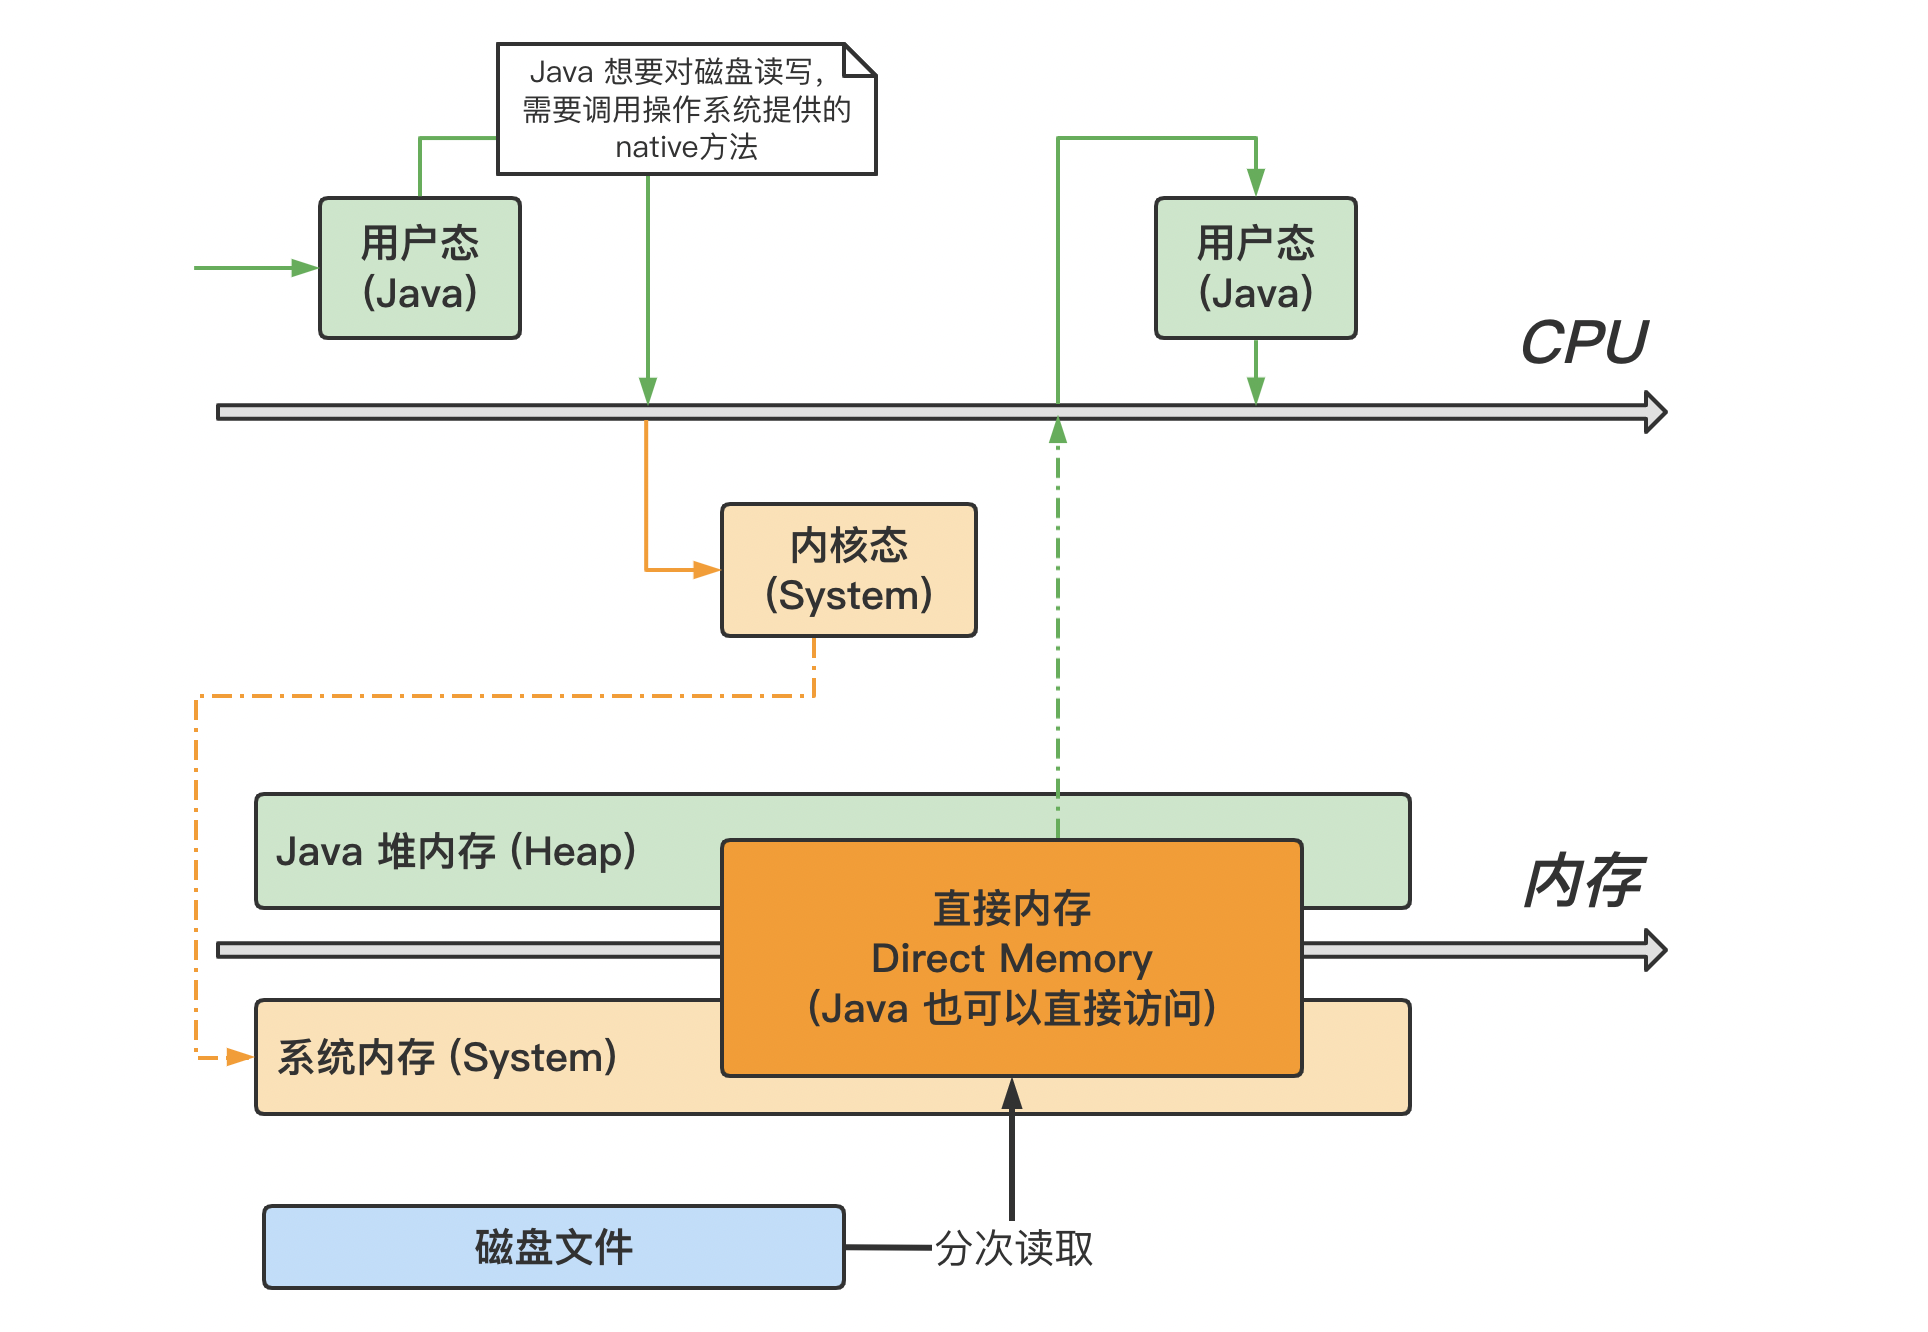 Java 想要对磁盘读写，
需要调用操作系统提供的
native方法
用户态
(Java)
用户态
(Java)
CPU
内核态
(System)
Java 堆内存 (Heap)
内存
直接内存
Direct Memory
(Java 也可以直接访问)
系统内存 (System)
磁盘文件
分次读取